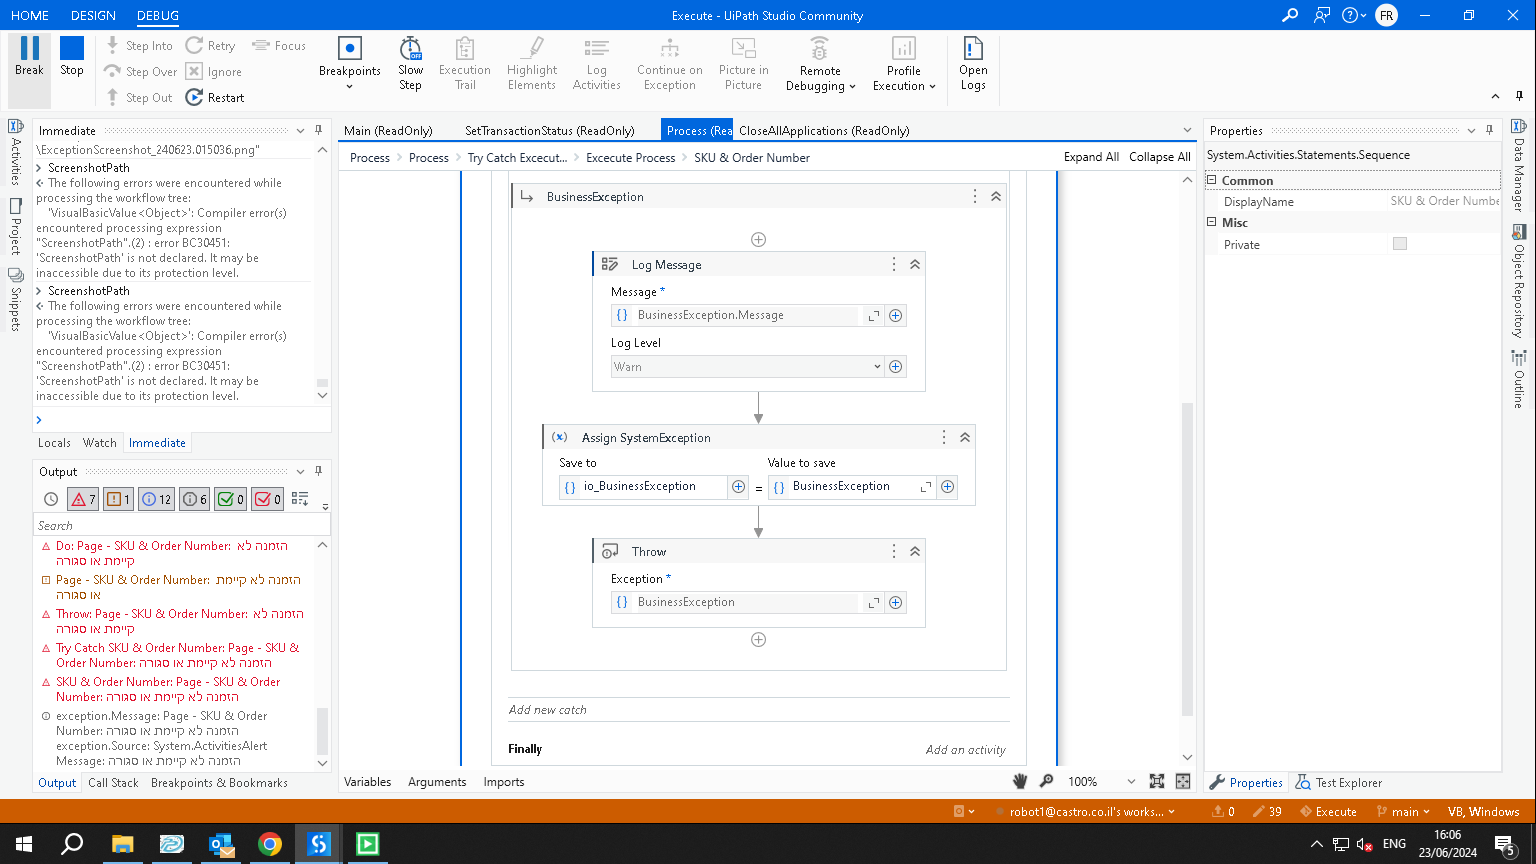 HOME DESIGN DEBUG
Execute - UiPath Studio Community
FR
Break
Stop
Step Into
Step Over
Step Out
Retry
Ignore
Restart
Focus
Breakpoints
Slow
Step
OFF
Execution
Trail
Highlight
Elements
Log
Activities
Continue on
Exception
Picture in
Picture
Remote
Debugging
Profile
Execution
Open
Logs
Activities
Project
Snippets
Immediate
\ExceptionScreenshot_240623.015036.png"
ScreenshotPath
The following errors were encountered while
processing the workflow tree:
'VisualBasicValue<Object>': Compiler error(s)
encountered processing expression
"ScreenshotPath".(2) : error BC30451:
'ScreenshotPath' is not declared. It may be
inaccessible due to its protection level.
ScreenshotPath
The following errors were encountered while
processing the workflow tree:
'VisualBasicValue<Object>': Compiler error(s)
encountered processing expression
"ScreenshotPath".(2) : error BC30451:
'ScreenshotPath' is not declared. It may be
inaccessible due to its protection level.
Locals Watch Immediate
Output
7 1 12 6 0 0
Search
Do: Page - SKU & Order Number: הזמנה לא
קיימת או סגורה
Page - SKU & Order Number: הזמנה לא קיימת
או סגורה
Throw: Page - SKU & Order Number: הזמנה לא
קיימת או סגורה
Try Catch SKU & Order Number: Page - SKU &
Order Number: הזמנה לא קיימת או סגורה
SKU & Order Number: Page - SKU & Order
Number: הזמנה לא קיימת או סגורה
exception.Message: Page - SKU & Order
Number: הזמנה לא קיימת או סגורה
exception.Source: System.ActivitiesAlert
Message: הזמנה לא קיימת או סגורה
Output Call Stack Breakpoints & Bookmarks
Main (ReadOnly) SetTransactionStatus (ReadOnly) Process (Rea CloseAllApplications (ReadOnly)
Process > Process > Try Catch Excecut... > Excecute Process > SKU & Order Number
Expand All Collapse All
BusinessException
Log Message
Message *
BusinessException.Message
Log Level
Warn
Assign SystemException
Save to Value to save
io_BusinessException = BusinessException
Throw
Exception *
BusinessException
Add new catch
Finally Add an activity
Variables Arguments Imports
100%
Properties
System.Activities.Statements.Sequence
Common
DisplayName SKU & Order Numbe
Misc
Private
Properties Test Explorer
Data Manager
Object Repository
Outline
robot1@castro.co.il's works... 0 39 Execute main VB, Windows
ENG
16:06
23/06/2024
5